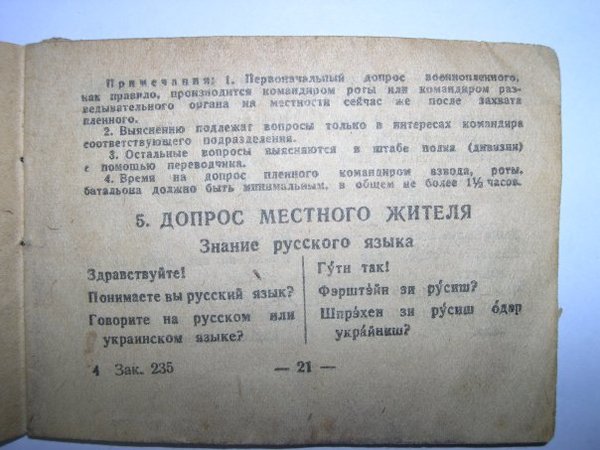 Примечания: 1. Первоначальный допрос военнопленного,
как правило, производится командиром роты или командиром раз-
ведывательного органа на местности сейчас же после захвата
пленного.
2. Выяснению подлежат вопросы только в интересах командира
соответствующего подразделения.
3. Остальные вопросы выясняются в штабе полка (дивизии)
с помощью переводчика.
4. Время на допрос пленного командиром взвода, роты,
батальона должно быть минимальным, в общем не более 1½ часов.
5. ДОПРОС МЕСТНОГО ЖИТЕЛЯ
Знание русского языка
Здравствуйте!
Понимаете вы русский язык?
Говорите на русском или
украинском языке?
Гу́тн так!
Фэрштэ́йн зи ру́сиш?
Шпра́хен зи ру́сиш о́дэр
укра́йниш?
4 Зак. 235
— 21 —